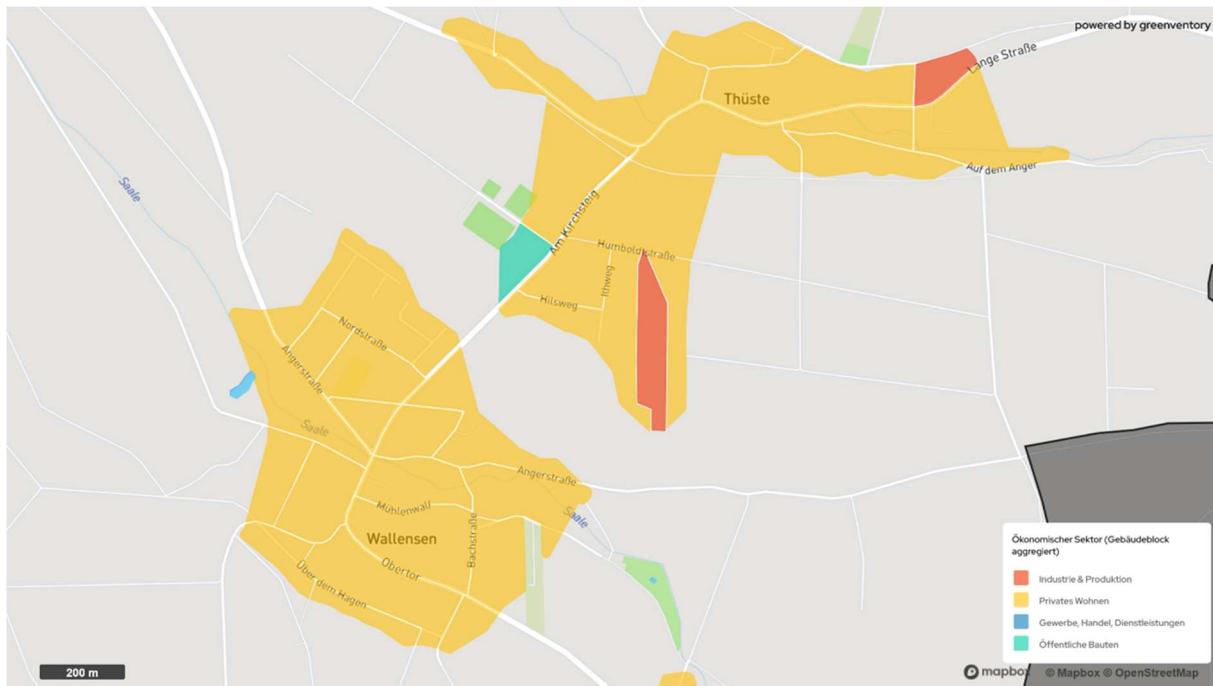 powered by greenventory
Lange Straße
Thüste
Auf dem Anger
Saale
Am Kirchsteig
Humboldtstraße
Ithweg
Hilsweg
Nordstraße
Angerstraße
Saale
Angerstraße
Mühlenwall
Saale
Bachstraße
Wallensen
Obertor
Über dem Hagen
Ökonomischer Sektor (Gebäudeblock
aggregiert)
Industrie & Produktion
Privates Wohnen
Gewerbe, Handel, Dienstleistungen
Öffentliche Bauten
200 m
mapbox © Mapbox © OpenStreetMap